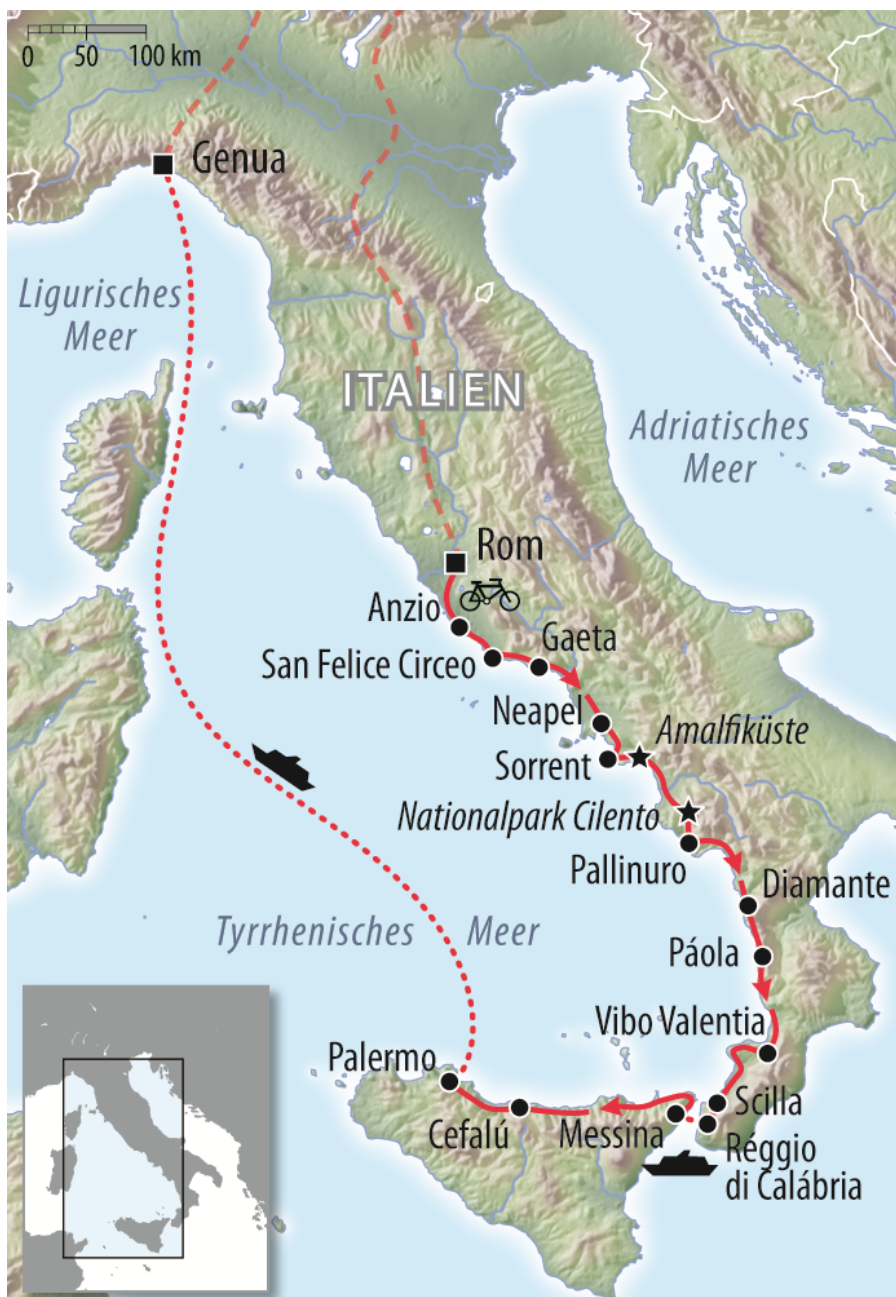 0 50 100 km
Genua
Ligurisches
Meer
ITALIEN
Adriatisches
Meer
Rom
Anzio
Gaeta
San Felice Circeo
Neapel
Amalfiküste
Sorrent
Nationalpark Cilento
Pallinuro
Diamante
Tyrrhenisches Meer
Páola
Vibo Valentia
Palermo
Scilla
Cefalú
Messina
Réggio
di Calábria